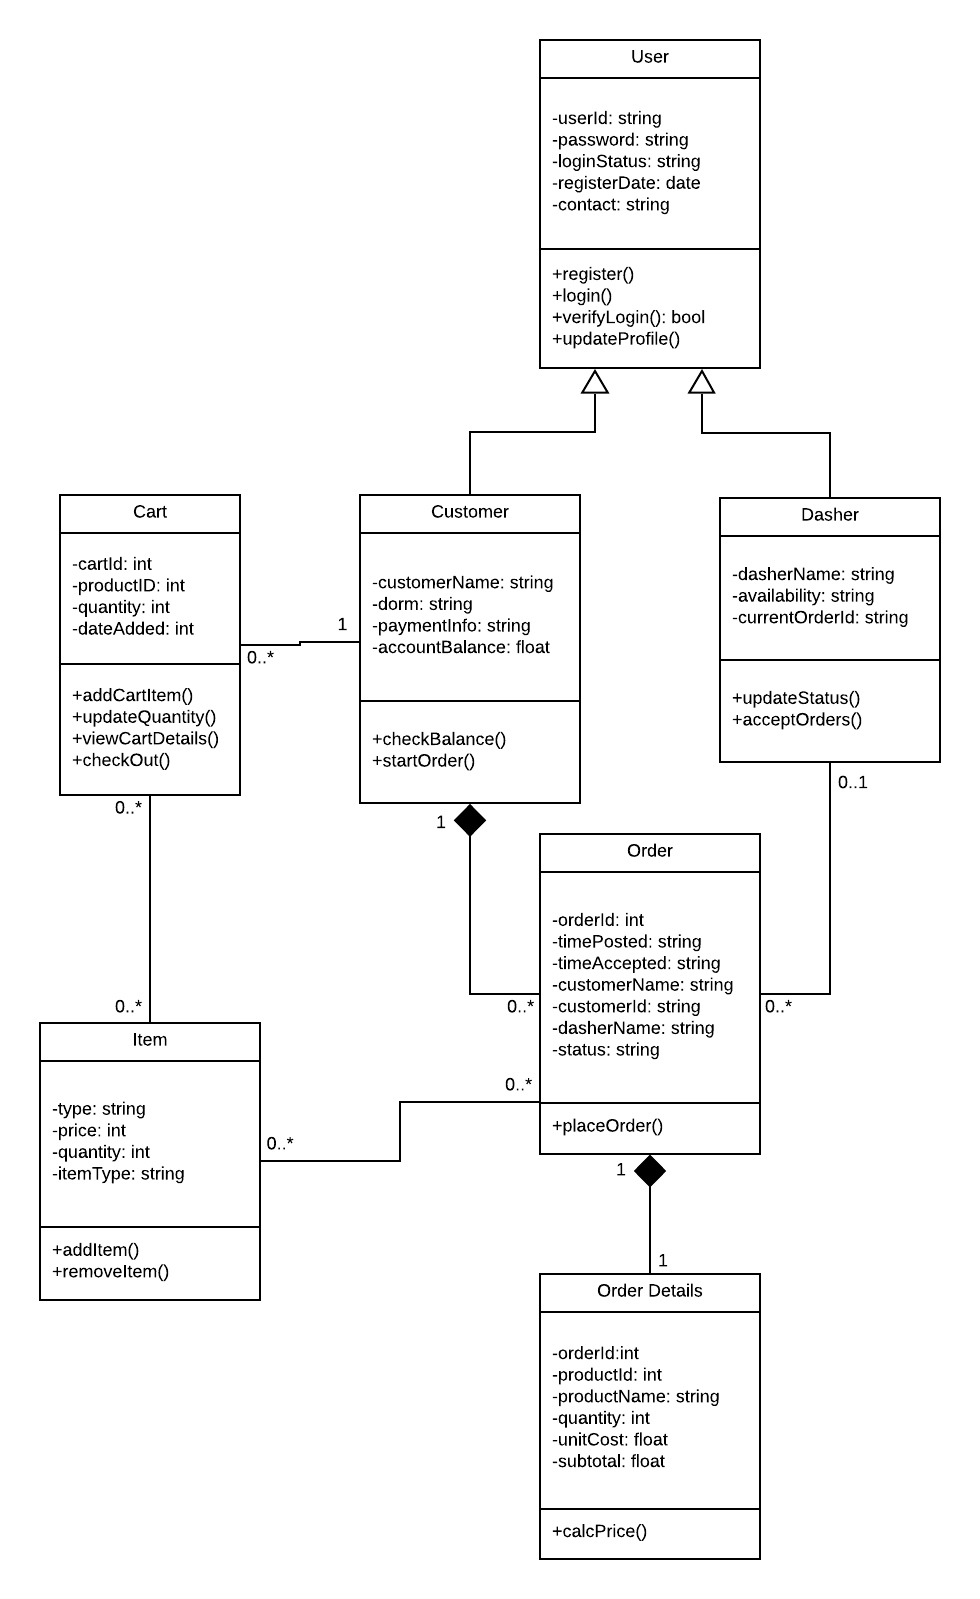 User
-userId: string
-password: string
-loginStatus: string
-registerDate: date
-contact: string
+register()
+login()
+verifyLogin(): bool
+updateProfile()
Cart
-cartId: int
-productID: int
-quantity: int
-dateAdded: int
+addCartItem()
+updateQuantity()
+viewCartDetails()
+checkOut()
0..*
1
Customer
-customerName: string
-dorm: string
-paymentInfo: string
-accountBalance: float
+checkBalance()
+startOrder()
Dasher
-dasherName: string
-availability: string
-currentOrderId: string
+updateStatus()
+acceptOrders()
0..1
0..*
1
0..*
Order
-orderId: int
-timePosted: string
-timeAccepted: string
-customerName: string
-customerId: string
-dasherName: string
-status: string
+placeOrder()
0..*
0..*
0..*
Item
-type: string
-price: int
-quantity: int
-itemType: string
+addItem()
+removeItem()
0..*
1
1
Order Details
-orderId:int
-productId: int
-productName: string
-quantity: int
-unitCost: float
-subtotal: float
+calcPrice()